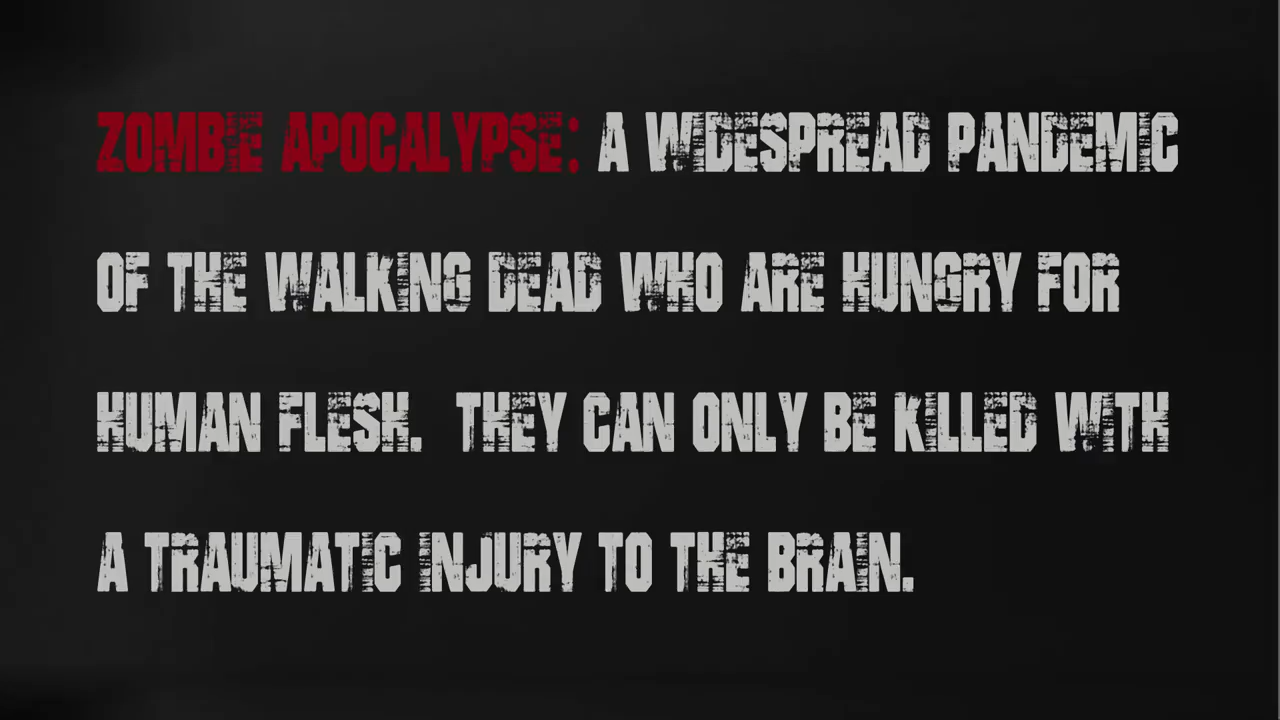 ZOMBIE APOCALYPSE: A WIDESPREAD PANDEMIC
OF THE WALKING DEAD WHO ARE HUNGRY FOR
HUMAN FLESH.  THEY CAN ONLY BE KILLED WITH
A TRAUMATIC INJURY TO THE BRAIN.